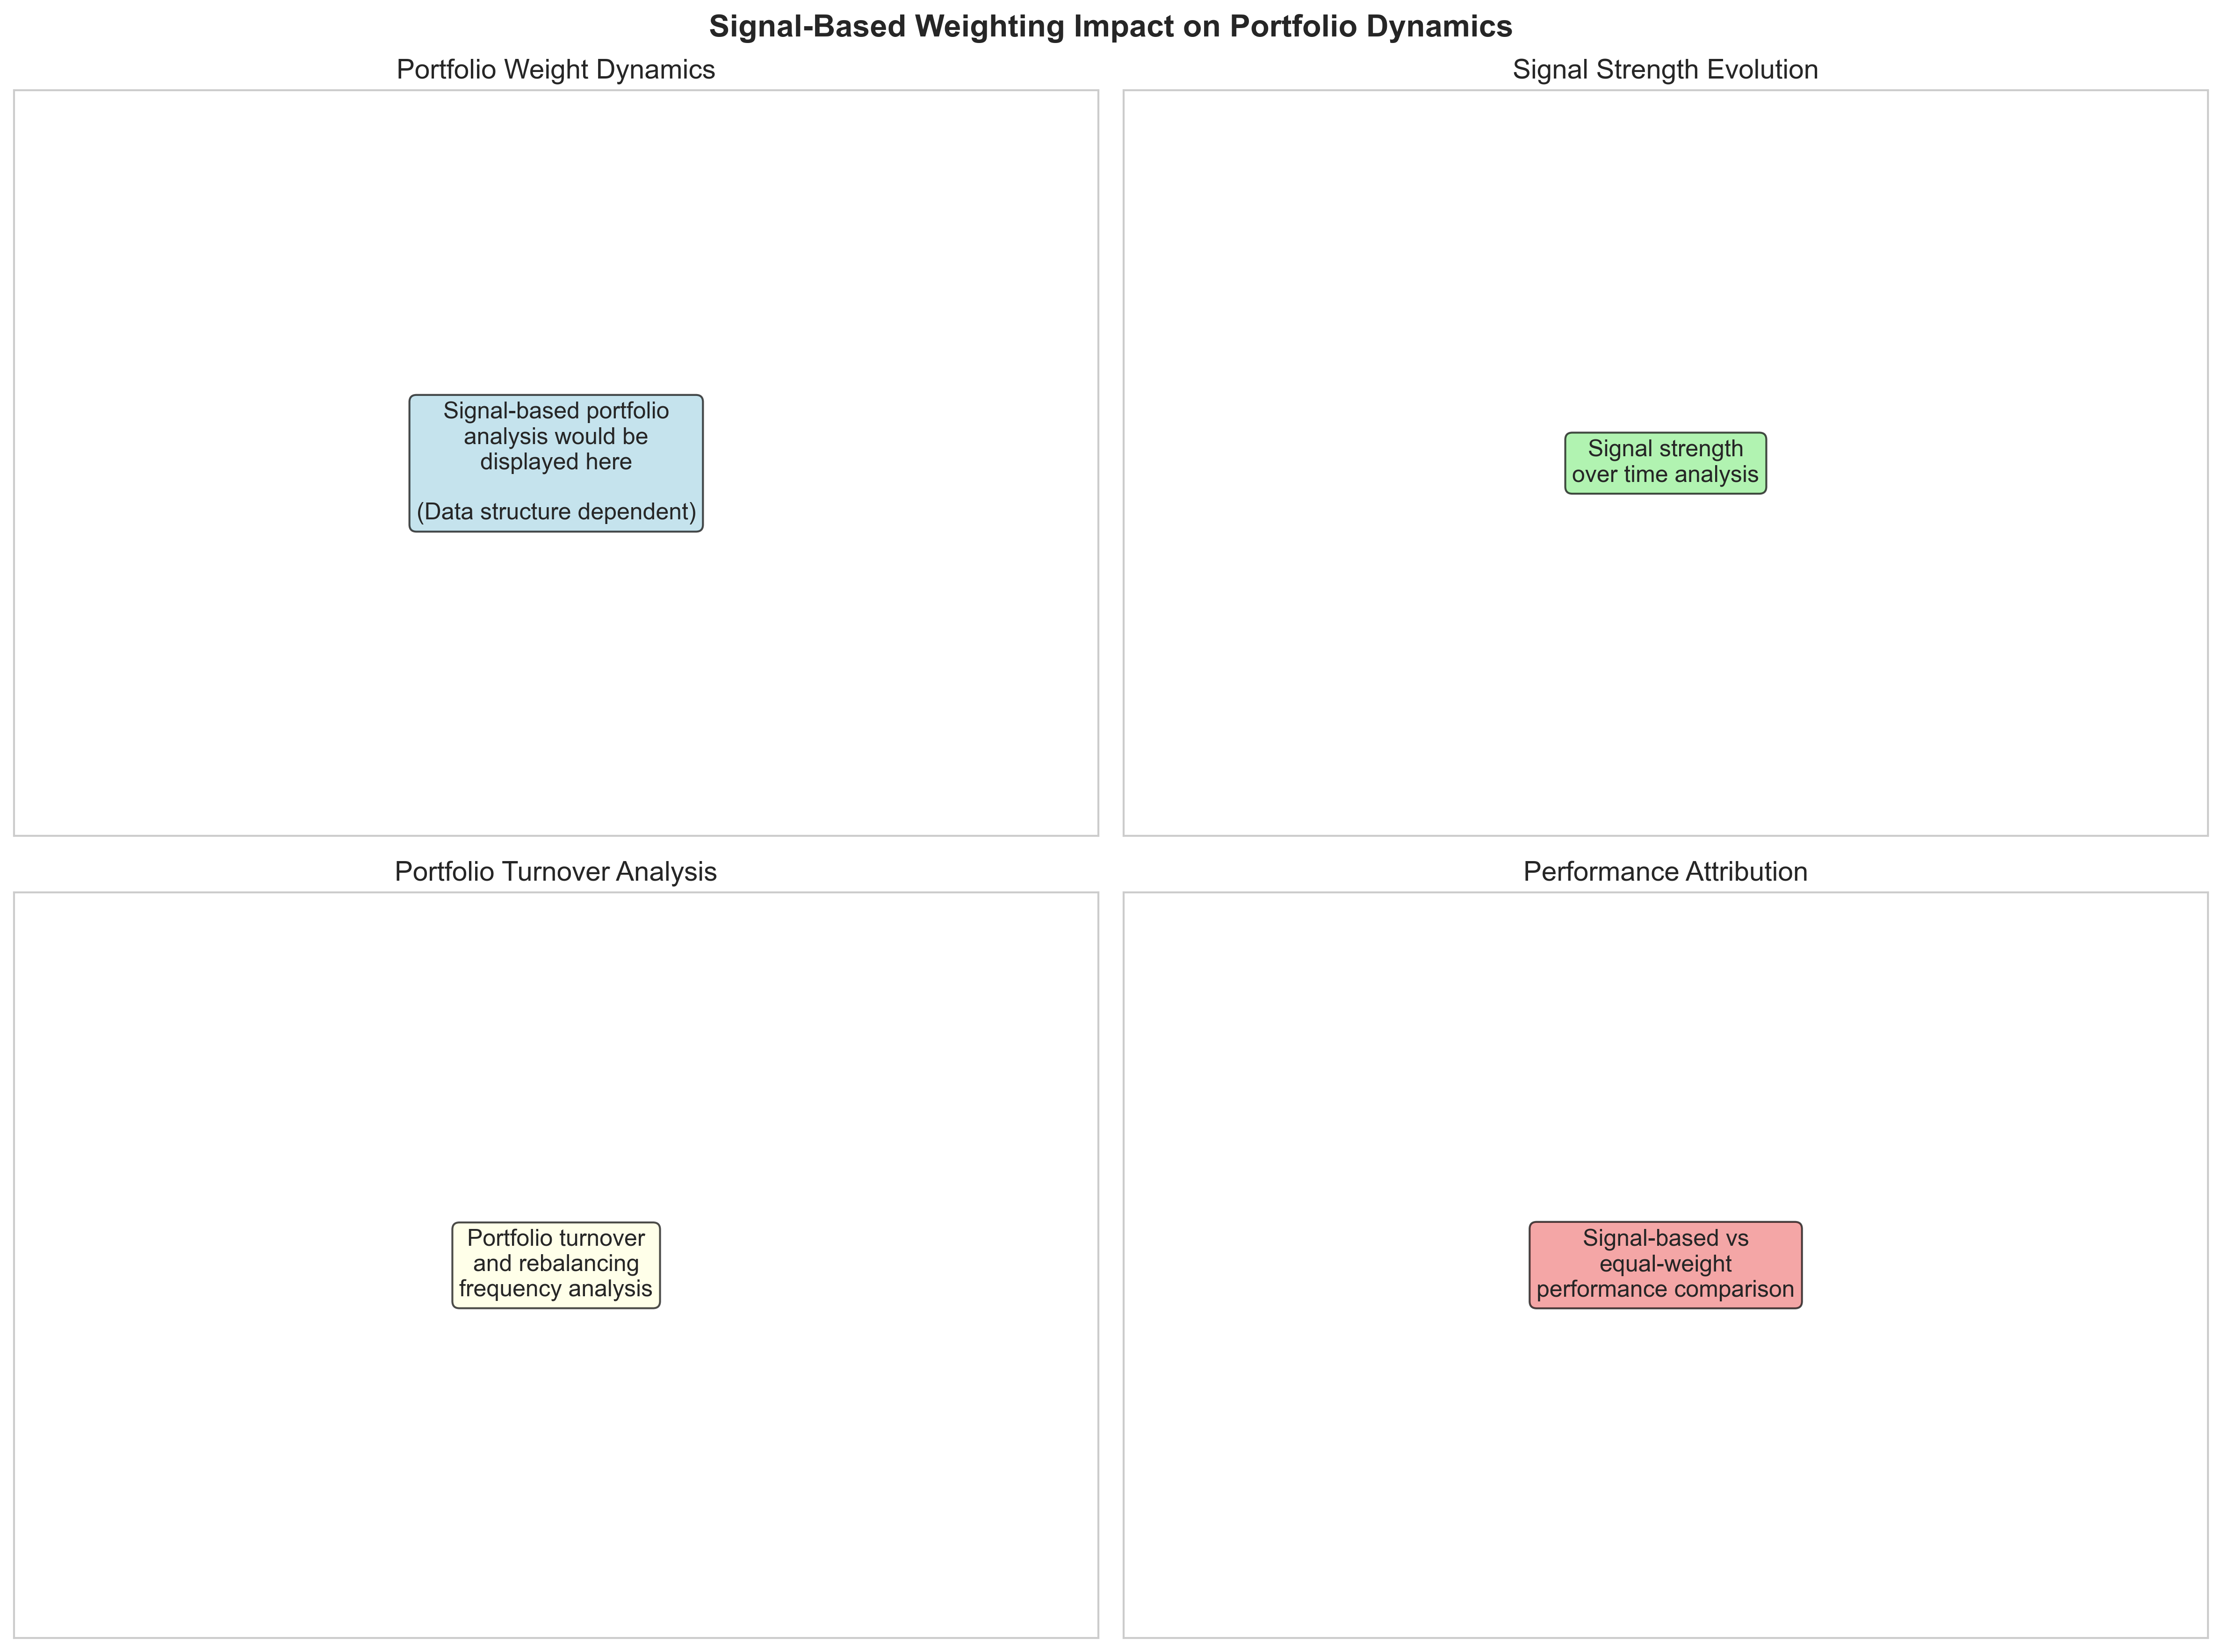 Signal-Based Weighting Impact on Portfolio Dynamics
Portfolio Weight Dynamics
Signal-based portfolio
analysis would be
displayed here
(Data structure dependent)
Signal Strength Evolution
Signal strength
over time analysis
Portfolio Turnover Analysis
Portfolio turnover
and rebalancing
frequency analysis
Performance Attribution
Signal-based vs
equal-weight
performance comparison